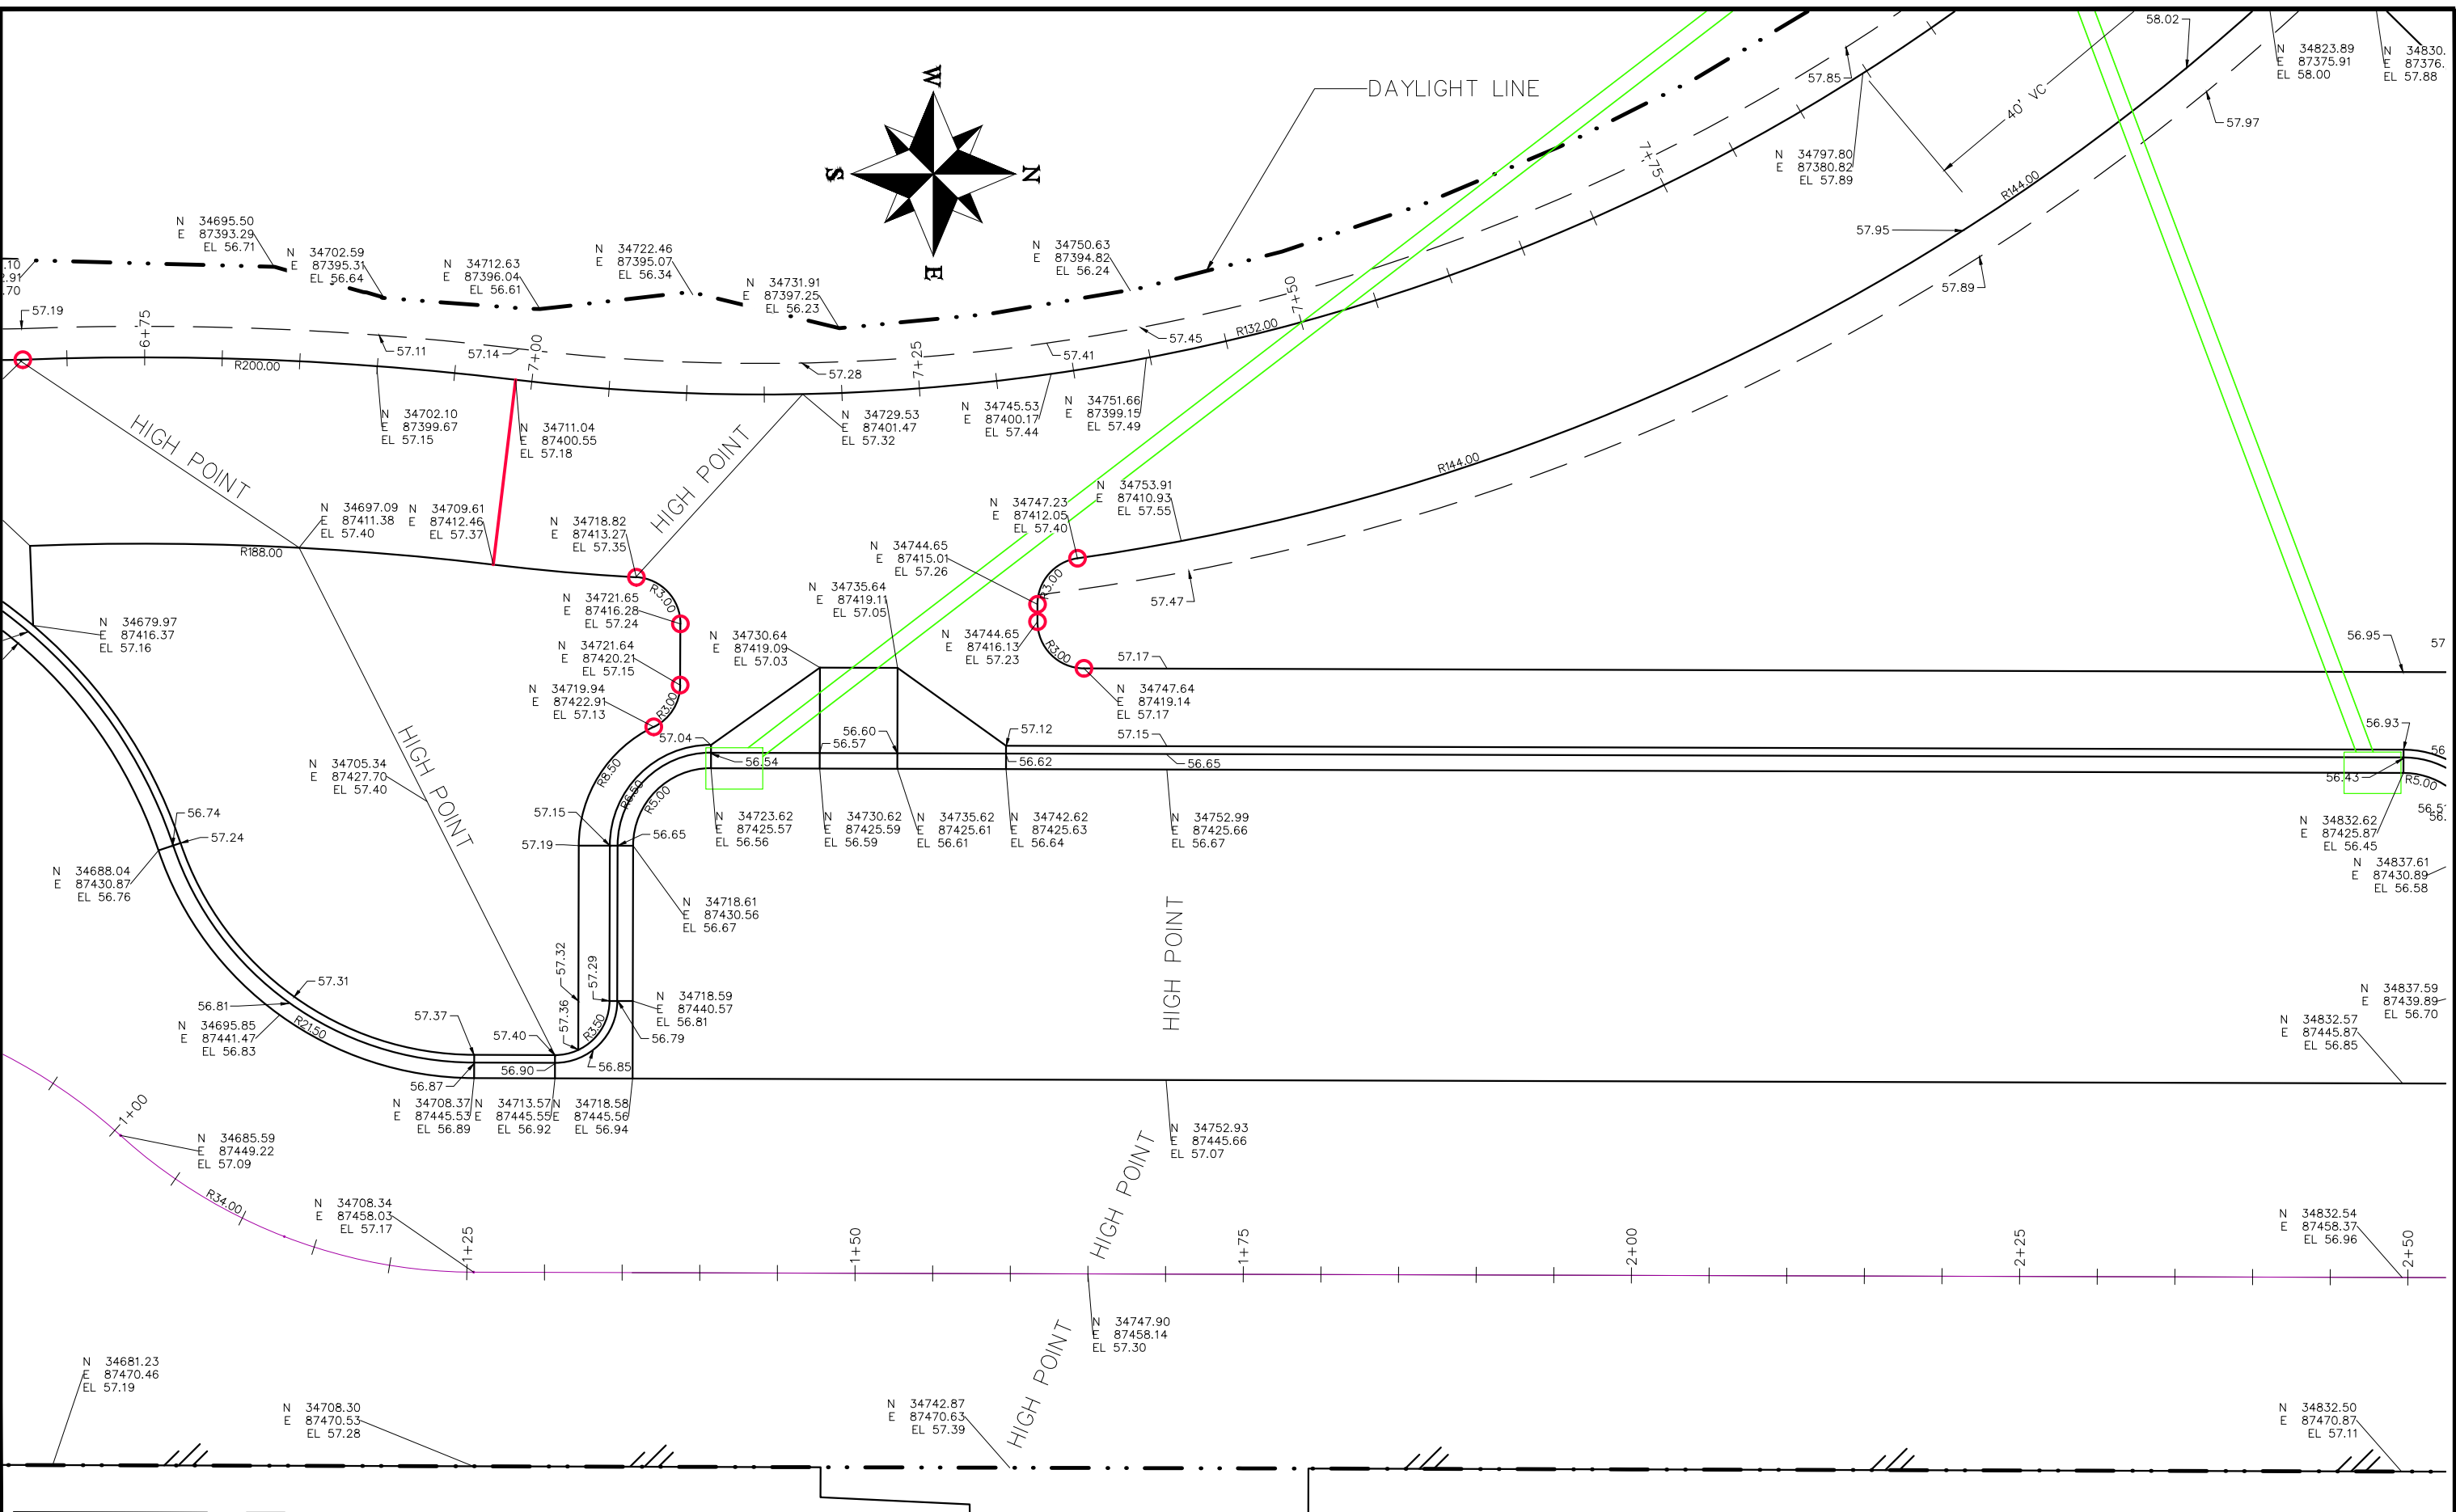 58.02
N 34823.89
E 87375.91
EL 58.00
N 34830.
E 87376.
EL 57.88
DAYLIGHT LINE
57.85
40' VC
57.97
W
S
N
E
7+75
N 34797.80
E 87380.82
EL 57.89
R144.00
57.95
57.89
N 34695.50
E 87393.29
EL 56.71
N 34702.59
E 87395.31
EL 56.64
N 34712.63
E 87396.04
EL 56.61
N 34722.46
E 87395.07
EL 56.34
N 34731.91
E 87397.25
EL 56.23
N 34750.63
E 87394.82
EL 56.24
.10
2.91
.70
57.19
6+75
57.11
57.14
7+00
57.28
7+25
57.41
57.45
7+50
R132.00
R200.00
N 34702.10
E 87399.67
EL 57.15
N 34711.04
E 87400.55
EL 57.18
N 34729.53
E 87401.47
EL 57.32
N 34745.53
E 87400.17
EL 57.44
N 34751.66
E 87399.15
EL 57.49
HIGH POINT
HIGH POINT
R144.00
N 34697.09
E 87411.38
EL 57.40
N 34709.61
E 87412.46
EL 57.37
N 34718.82
E 87413.27
EL 57.35
N 34747.23
E 87412.05
EL 57.40
N 34753.91
E 87410.93
EL 57.55
R188.00
N 34744.65
E 87415.01
EL 57.26
R3.00
R3.00
57.47
N 34721.65
E 87416.28
EL 57.24
N 34735.64
E 87419.11
EL 57.05
N 34679.97
E 87416.37
EL 57.16
N 34721.64
E 87420.21
EL 57.15
N 34730.64
E 87419.09
EL 57.03
N 34744.65
E 87416.13
EL 57.23
R3.00
57.17
56.95
57
N 34719.94
E 87422.91
EL 57.13
R3.00
N 34747.64
E 87419.14
EL 57.17
57.04
56.60
56.57
57.12
57.15
56.93
56
HIGH POINT
N 34705.34
E 87427.70
EL 57.40
R8.50
R6.50
R5.00
56.54
56.62
56.65
56.43
R5.00
56.74
57.24
57.15
57.19
56.65
N 34723.62
E 87425.57
EL 56.56
N 34730.62
E 87425.59
EL 56.59
N 34735.62
E 87425.61
EL 56.61
N 34742.62
E 87425.63
EL 56.64
N 34752.99
E 87425.66
EL 56.67
N 34832.62
E 87425.87
EL 56.45
56.5
56.
N 34688.04
E 87430.87
EL 56.76
N 34718.61
E 87430.56
EL 56.67
N 34837.61
E 87430.89
EL 56.58
57.31
56.81
57.32
57.29
HIGH POINT
N 34695.85
E 87441.47
EL 56.83
R21.50
57.37
57.40
57.36
R3.50
N 34718.59
E 87440.57
EL 56.81
56.79
N 34837.59
E 87439.89
EL 56.70
N 34832.57
E 87445.87
EL 56.85
56.87
56.90
56.85
N 34708.37
E 87445.53
EL 56.89
N 34713.57
E 87445.55
EL 56.92
N 34718.58
E 87445.56
EL 56.94
1+00
N 34685.59
E 87449.22
EL 57.09
HIGH POINT
N 34752.93
E 87445.66
EL 57.07
R34.00
N 34708.34
E 87458.03
EL 57.17
1+25
1+50
1+75
2+00
2+25
N 34832.54
E 87458.37
EL 56.96
2+50
HIGH POINT
N 34747.90
E 87458.14
EL 57.30
N 34681.23
E 87470.46
EL 57.19
N 34708.30
E 87470.53
EL 57.28
N 34742.87
E 87470.63
EL 57.39
N 34832.50
E 87470.87
EL 57.11